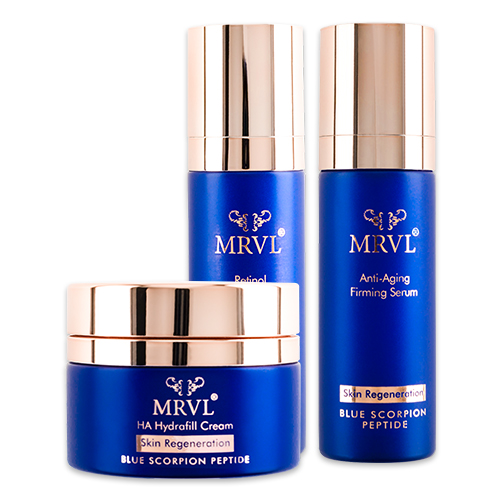 MRVL®
Retinol
MRVL®
Anti-Aging
Firming Serum
Skin Regeneration
BLUE SCORPION
PEPTIDE
MRVL®
HA Hydrafill Cream
Skin Regeneration
BLUE SCORPION PEPTIDE